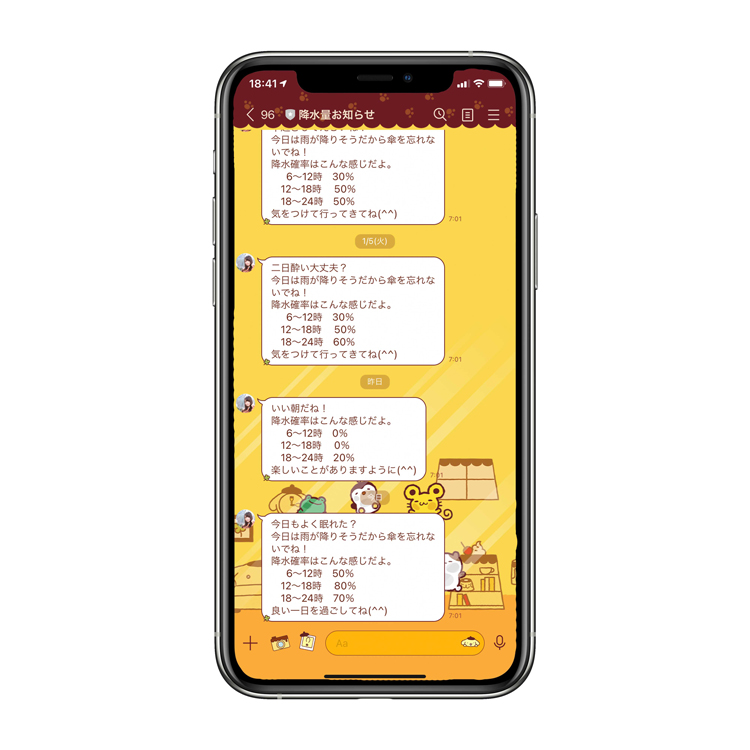 18:41
96 降水量お知らせ
今日は雨が降りそうだから傘を忘れな
いでね！
降水確率はこんな感じだよ。
6〜12時 30%
12〜18時 50%
18〜24時 50%
気をつけて行ってきてね(^^)
7:01
1/5(火)
二日酔い大丈夫？
今日は雨が降りそうだから傘を忘れな
いでね！
降水確率はこんな感じだよ。
6〜12時 30%
12〜18時 50%
18〜24時 60%
気をつけて行ってきてね(^^)
7:01
昨日
いい朝だね！
降水確率はこんな感じだよ。
6〜12時 0%
12〜18時 0%
18〜24時 20%
楽しいことがありますように(^^)
7:01
今日もよく眠れた？
今日は雨が降りそうだから傘を忘れな
いでね！
降水確率はこんな感じだよ。
6〜12時 50%
12〜18時 80%
18〜24時 70%
良い一日を過ごしてね(^^)
7:01
Aa